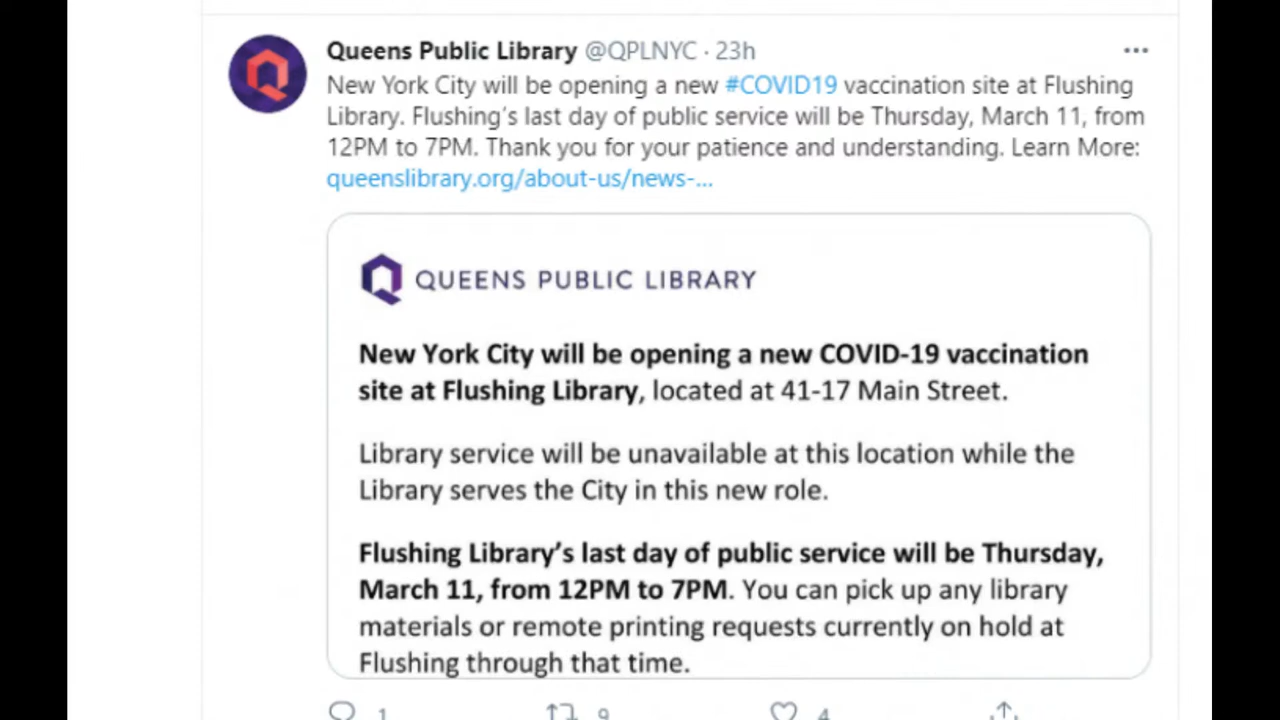 Queens Public Library @QPLNYC · 23h
New York City will be opening a new #COVID19 vaccination site at Flushing
Library. Flushing's last day of public service will be Thursday, March 11, from
12PM to 7PM. Thank you for your patience and understanding. Learn More:
queenslibrary.org/about-us/news-...
QUEENS PUBLIC LIBRARY
New York City will be opening a new COVID-19 vaccination
site at Flushing Library, located at 41-17 Main Street.
Library service will be unavailable at this location while the
Library serves the City in this new role.
Flushing Library's last day of public service will be Thursday,
March 11, from 12PM to 7PM. You can pick up any library
materials or remote printing requests currently on hold at
Flushing through that time.
1 9 4